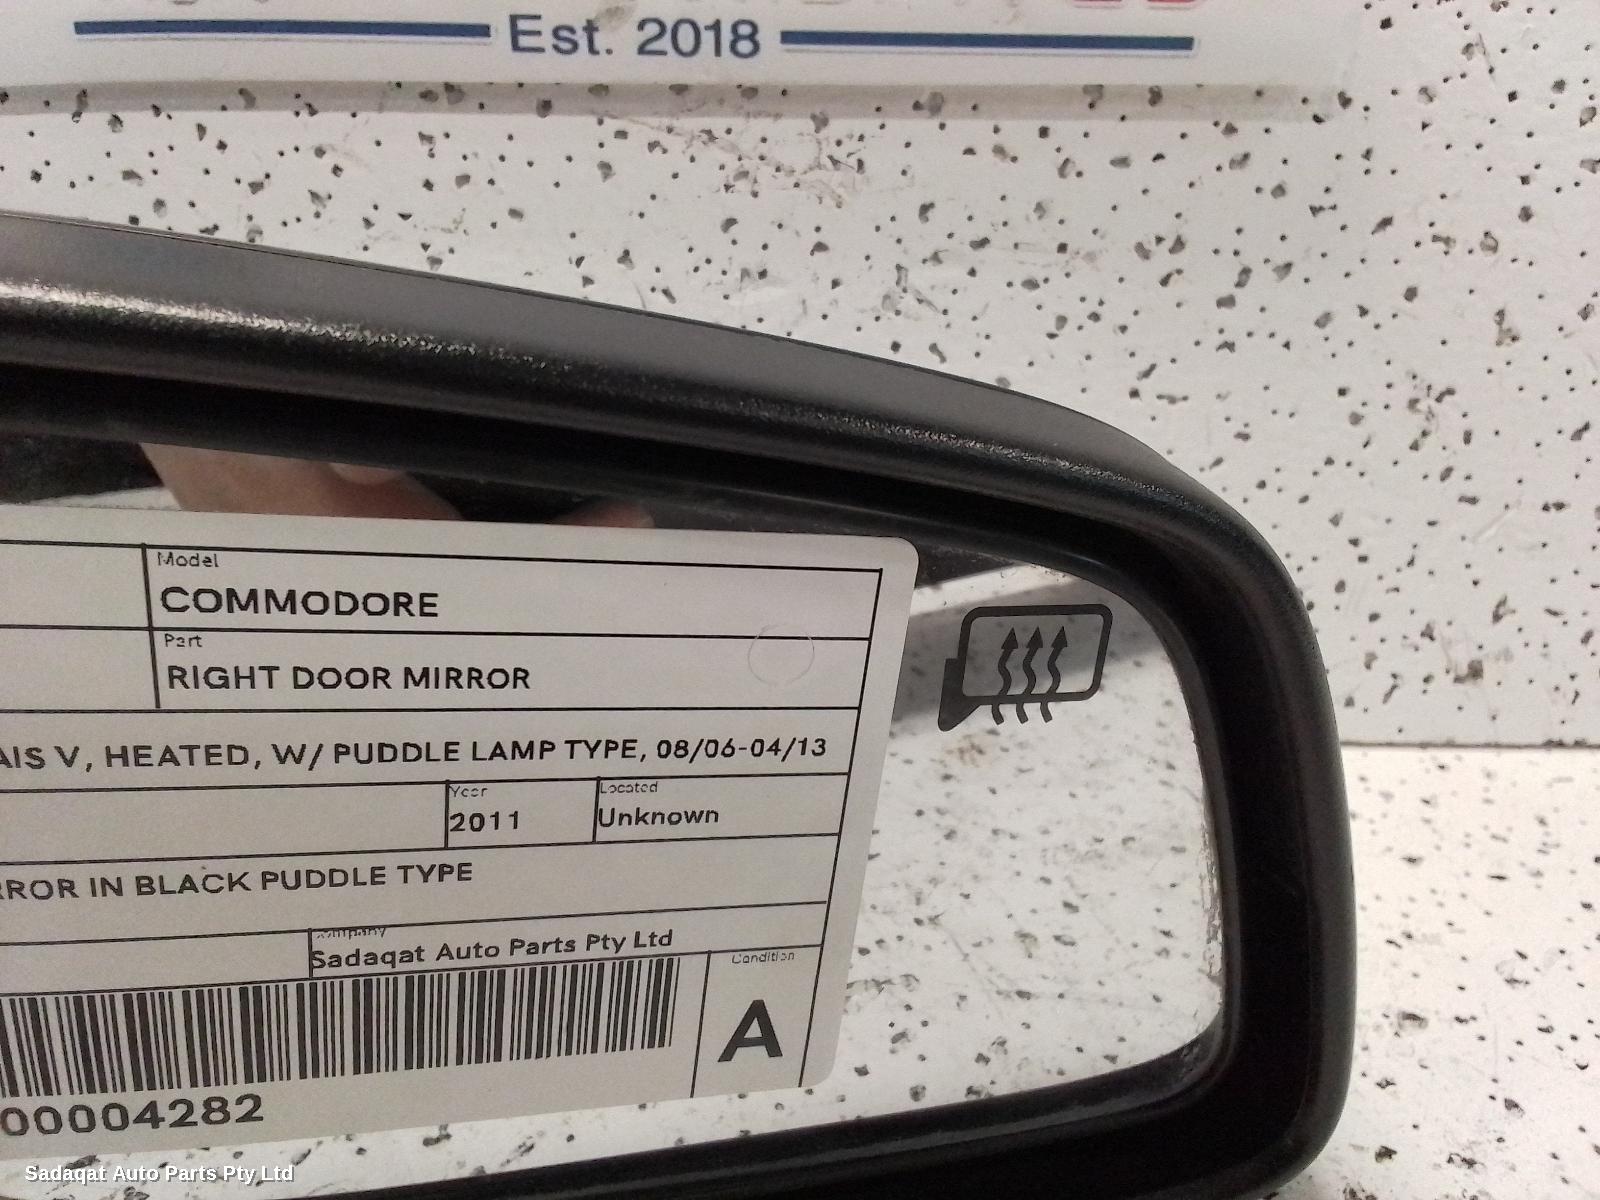 Est. 2018
Model
COMMODORE
Part
RIGHT DOOR MIRROR
AIS V, HEATED, W/ PUDDLE LAMP TYPE, 08/06-04/13
Year
2011
Located
Unknown
RROR IN BLACK PUDDLE TYPE
Company
Sadaqat Auto Parts Pty Ltd
Condition
A
00004282
Sadaqat Auto Parts Pty Ltd